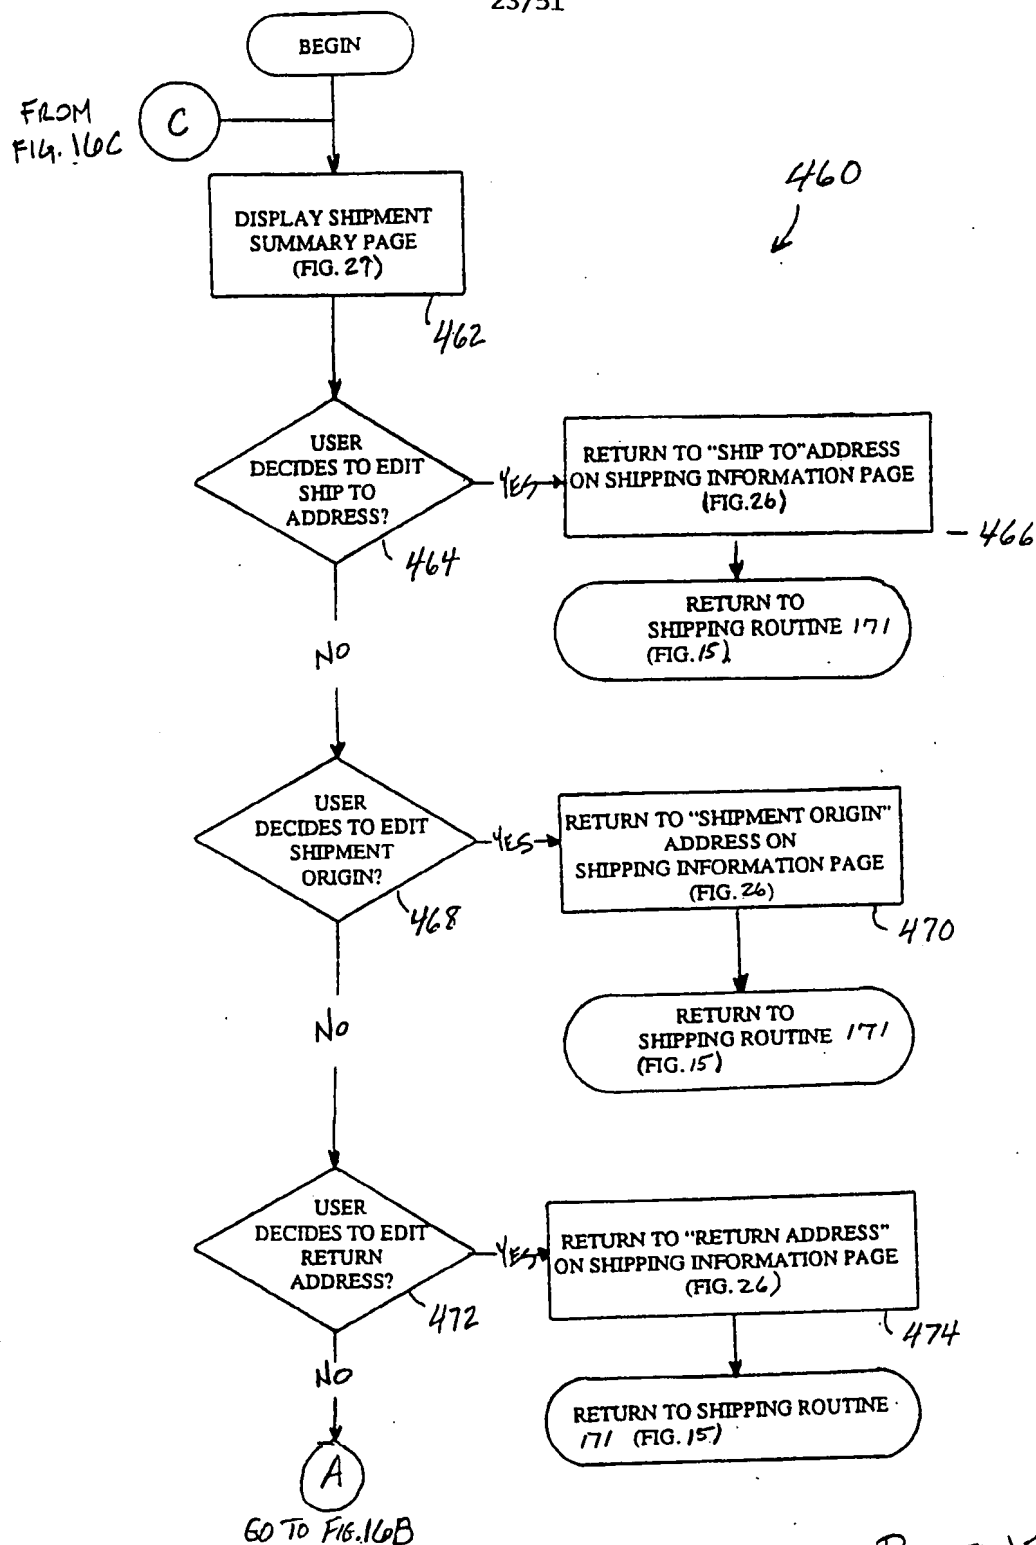 23/51
BEGIN
FROM
FIG. 16C
C
460
DISPLAY SHIPMENT
SUMMARY PAGE
(FIG. 27)
462
USER
DECIDES TO EDIT
SHIP TO
ADDRESS?
464
YES
RETURN TO "SHIP TO" ADDRESS
ON SHIPPING INFORMATION PAGE
(FIG. 26)
466
RETURN TO
SHIPPING ROUTINE 171
(FIG. 15)
NO
USER
DECIDES TO EDIT
SHIPMENT
ORIGIN?
468
YES
RETURN TO "SHIPMENT ORIGIN"
ADDRESS ON
SHIPPING INFORMATION PAGE
(FIG. 26)
470
RETURN TO
SHIPPING ROUTINE 171
(FIG. 15)
NO
USER
DECIDES TO EDIT
RETURN
ADDRESS?
472
YES
RETURN TO "RETURN ADDRESS"
ON SHIPPING INFORMATION PAGE
(FIG. 26)
474
RETURN TO SHIPPING ROUTINE
171 (FIG. 15)
NO
A
GO TO FIG. 16B